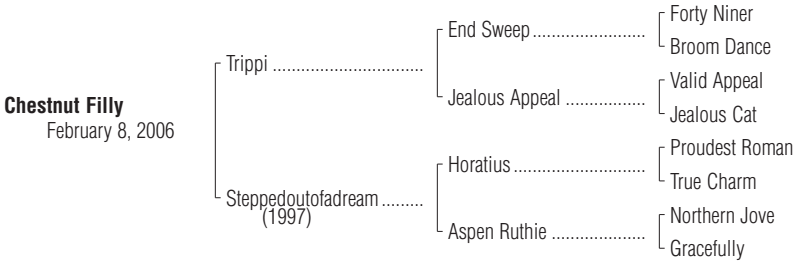 Forty Niner
End Sweep........................
Broom Dance
Trippi ................................
Valid Appeal
Jealous Appeal .................
Jealous Cat
Chestnut Filly
February 8, 2006
Proudest Roman
Horatius............................
True Charm
Steppedoutofadream.........
(1997)
Northern Jove
Aspen Ruthie ....................
Gracefully